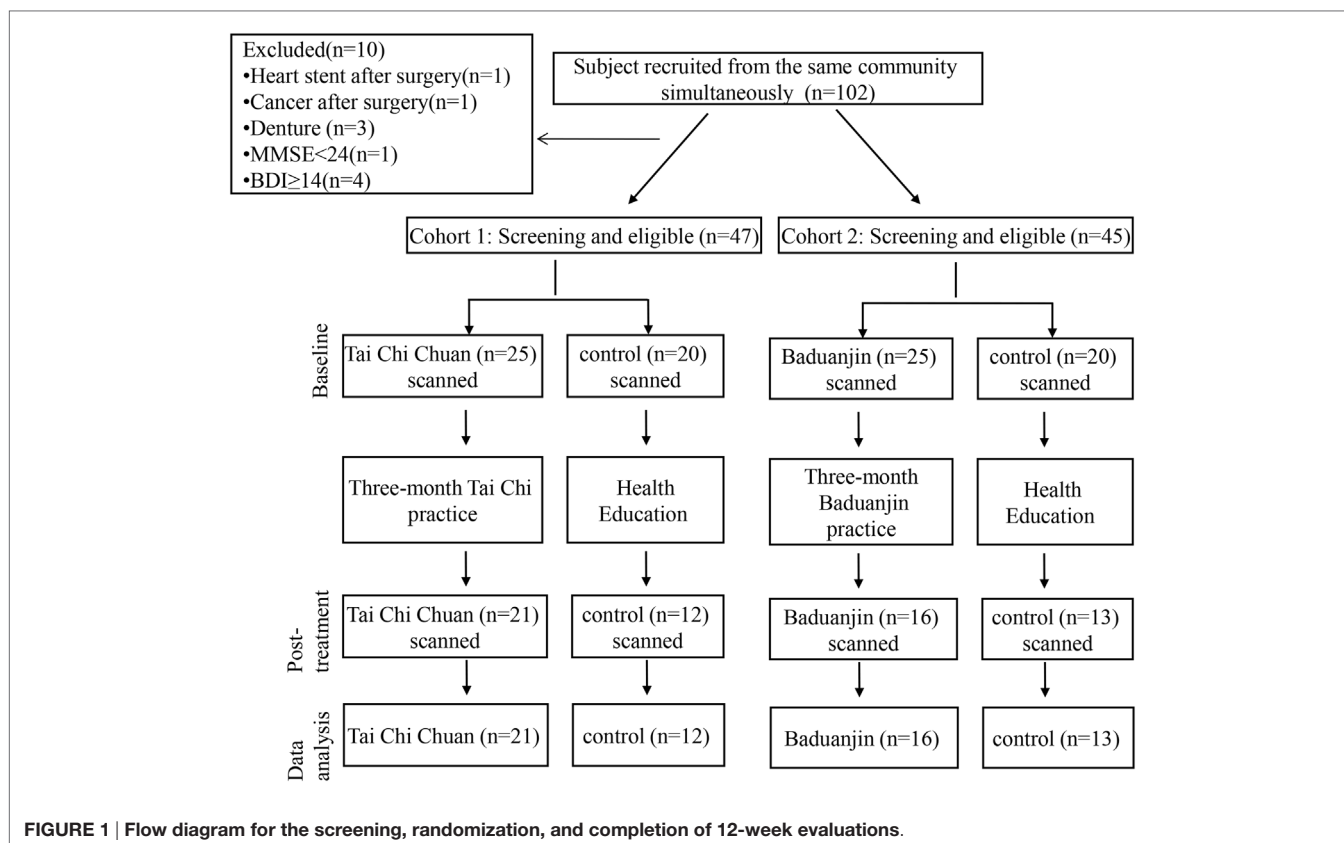 Excluded(n=10)
•Heart stent after surgery(n=1)
•Cancer after surgery(n=1)
•Denture (n=3)
•MMSE<24(n=1)
•BDI≥14(n=4)
Subject recruited from the same community
simultaneously (n=102)
Cohort 1: Screening and eligible (n=47)
Cohort 2: Screening and eligible (n=45)
Baseline
Tai Chi Chuan (n=25)
scanned
control (n=20)
scanned
Baduanjin (n=25)
scanned
control (n=20)
scanned
Three-month Tai Chi
practice
Health
Education
Three-month
Baduanjin
practice
Health
Education
Post-
treatment
Tai Chi Chuan (n=21)
scanned
control (n=12)
scanned
Baduanjin (n=16)
scanned
control (n=13)
scanned
Data
analysis
Tai Chi Chuan (n=21)
control (n=12)
Baduanjin (n=16)
control (n=13)
FIGURE 1 | Flow diagram for the screening, randomization, and completion of 12-week evaluations.